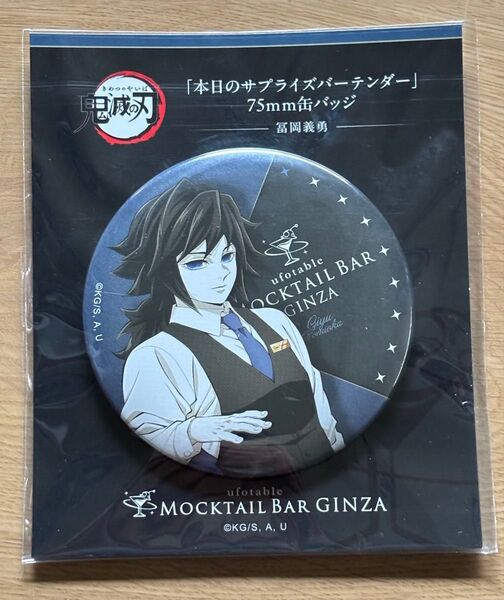 きめつのやいば
鬼滅の刃
「本日のサプライズバーテンダー」
75mm缶バッジ
冨岡義勇
ufotable
MOCKTAIL BAR
GINZA
Giyu
Tomioka
©KG/S, A, U
ufotable
MOCKTAIL BAR GINZA
©KG/S, A, U